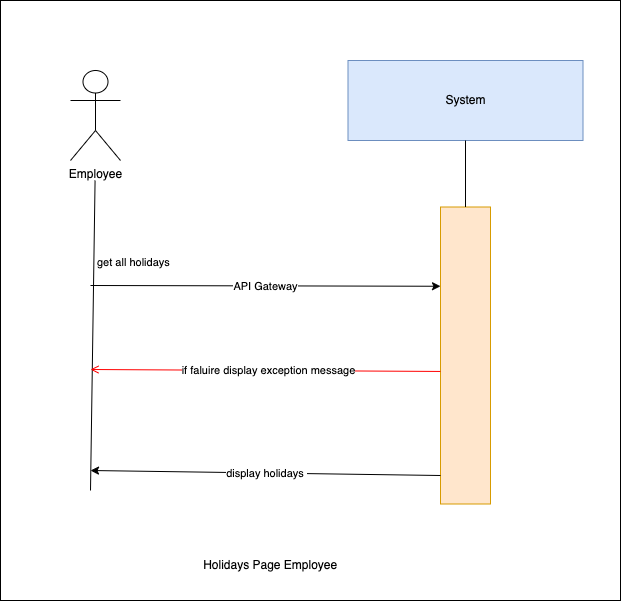 System
Employee
get all holidays
API Gateway
if faluire display exception message
display holidays
Holidays Page Employee